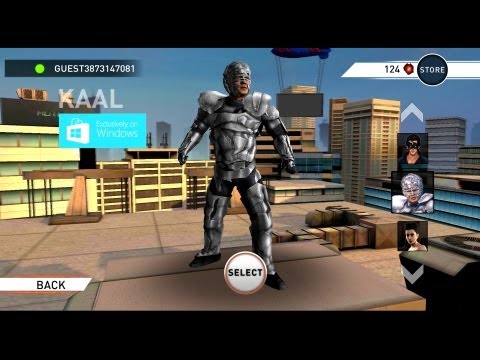 GUEST3873147081
124
STORE
KAAL
Exclusively on
Windows
SELECT
BACK